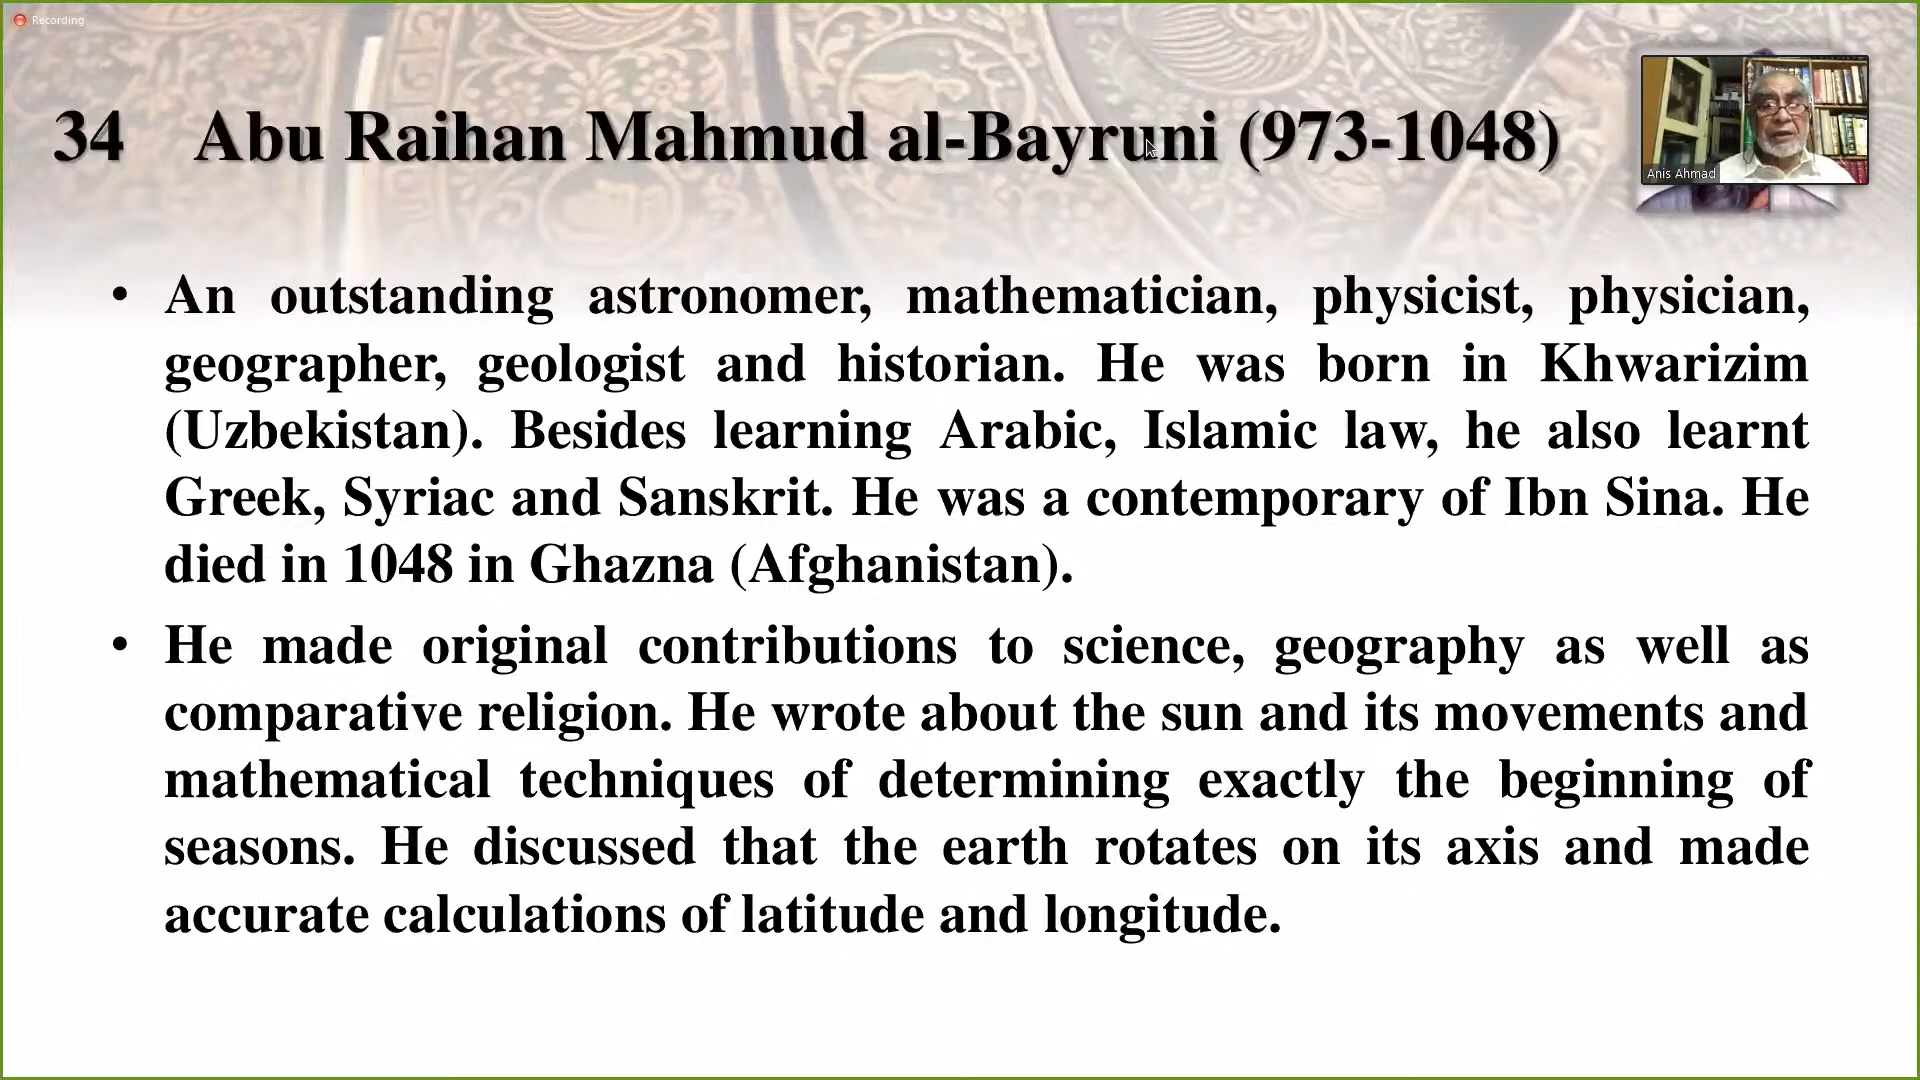 Recording
34 Abu Raihan Mahmud al-Bayruni (973-1048)
Anis Ahmad
• An outstanding astronomer, mathematician, physicist, physician,
geographer, geologist and historian. He was born in Khwarizim
(Uzbekistan). Besides learning Arabic, Islamic law, he also learnt
Greek, Syriac and Sanskrit. He was a contemporary of Ibn Sina. He
died in 1048 in Ghazna (Afghanistan).
• He made original contributions to science, geography as well as
comparative religion. He wrote about the sun and its movements and
mathematical techniques of determining exactly the beginning of
seasons. He discussed that the earth rotates on its axis and made
accurate calculations of latitude and longitude.